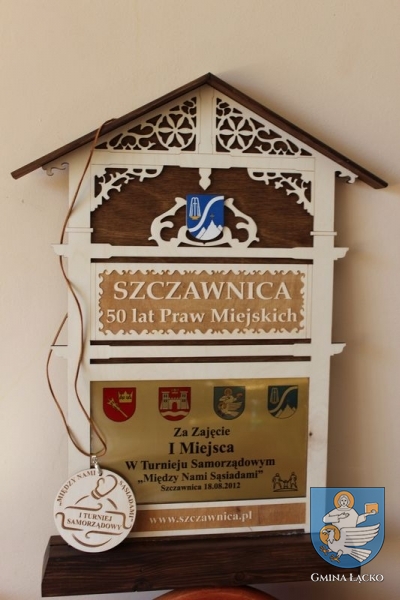 SZCZAWNICA
50 lat Praw Miejskich
Za Zajęcie
I Miejsca
W Turnieju Samorządowym
„Między Nami Sąsiadami”
Szczawnica 18.08.2012
www.szczawnica.pl
„MIĘDZY NAMI SĄSIADAMI”
I TURNIEJ
SAMORZĄDOWY
GMINA ŁĄCKO